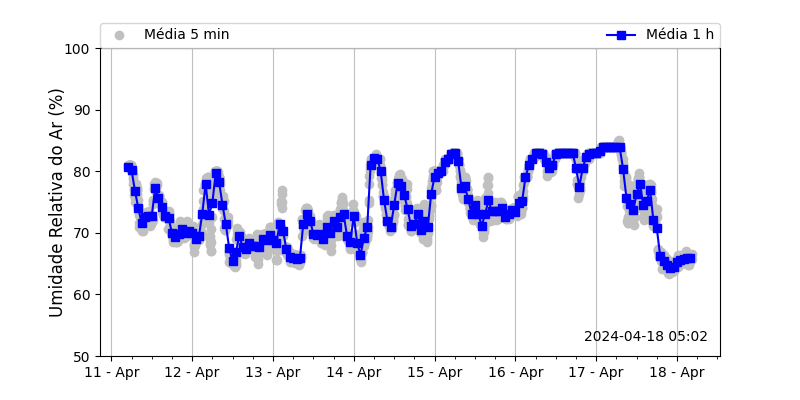 Média 5 min
Média 1 h
Umidade Relativa do Ar (%)
100
90
80
70
60
50
2024-04-18 05:02
11 - Apr
12 - Apr
13 - Apr
14 - Apr
15 - Apr
16 - Apr
17 - Apr
18 - Apr